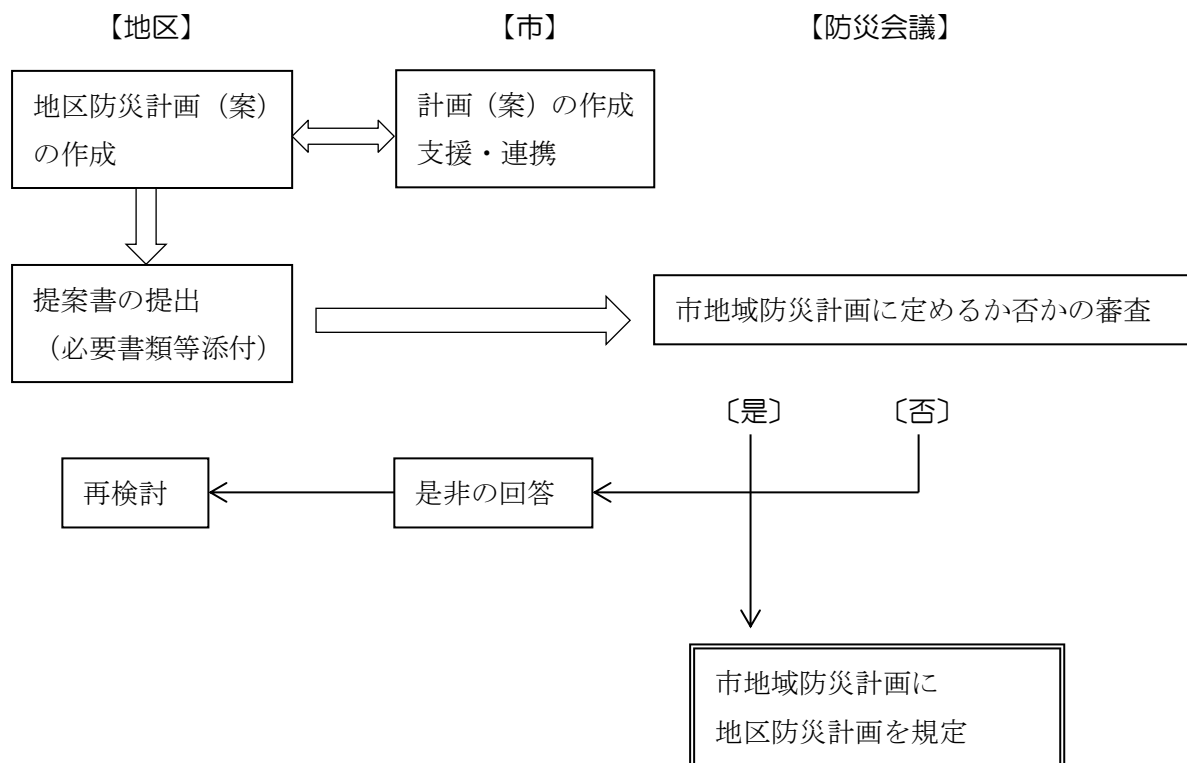 【地区】
【市】
【防災会議】
地区防災計画（案）
の作成
計画（案）の作成
支援・連携
提案書の提出
（必要書類等添付）
市地域防災計画に定めるか否かの審査
〔是〕
〔否〕
再検討
是非の回答
市地域防災計画に
地区防災計画を規定